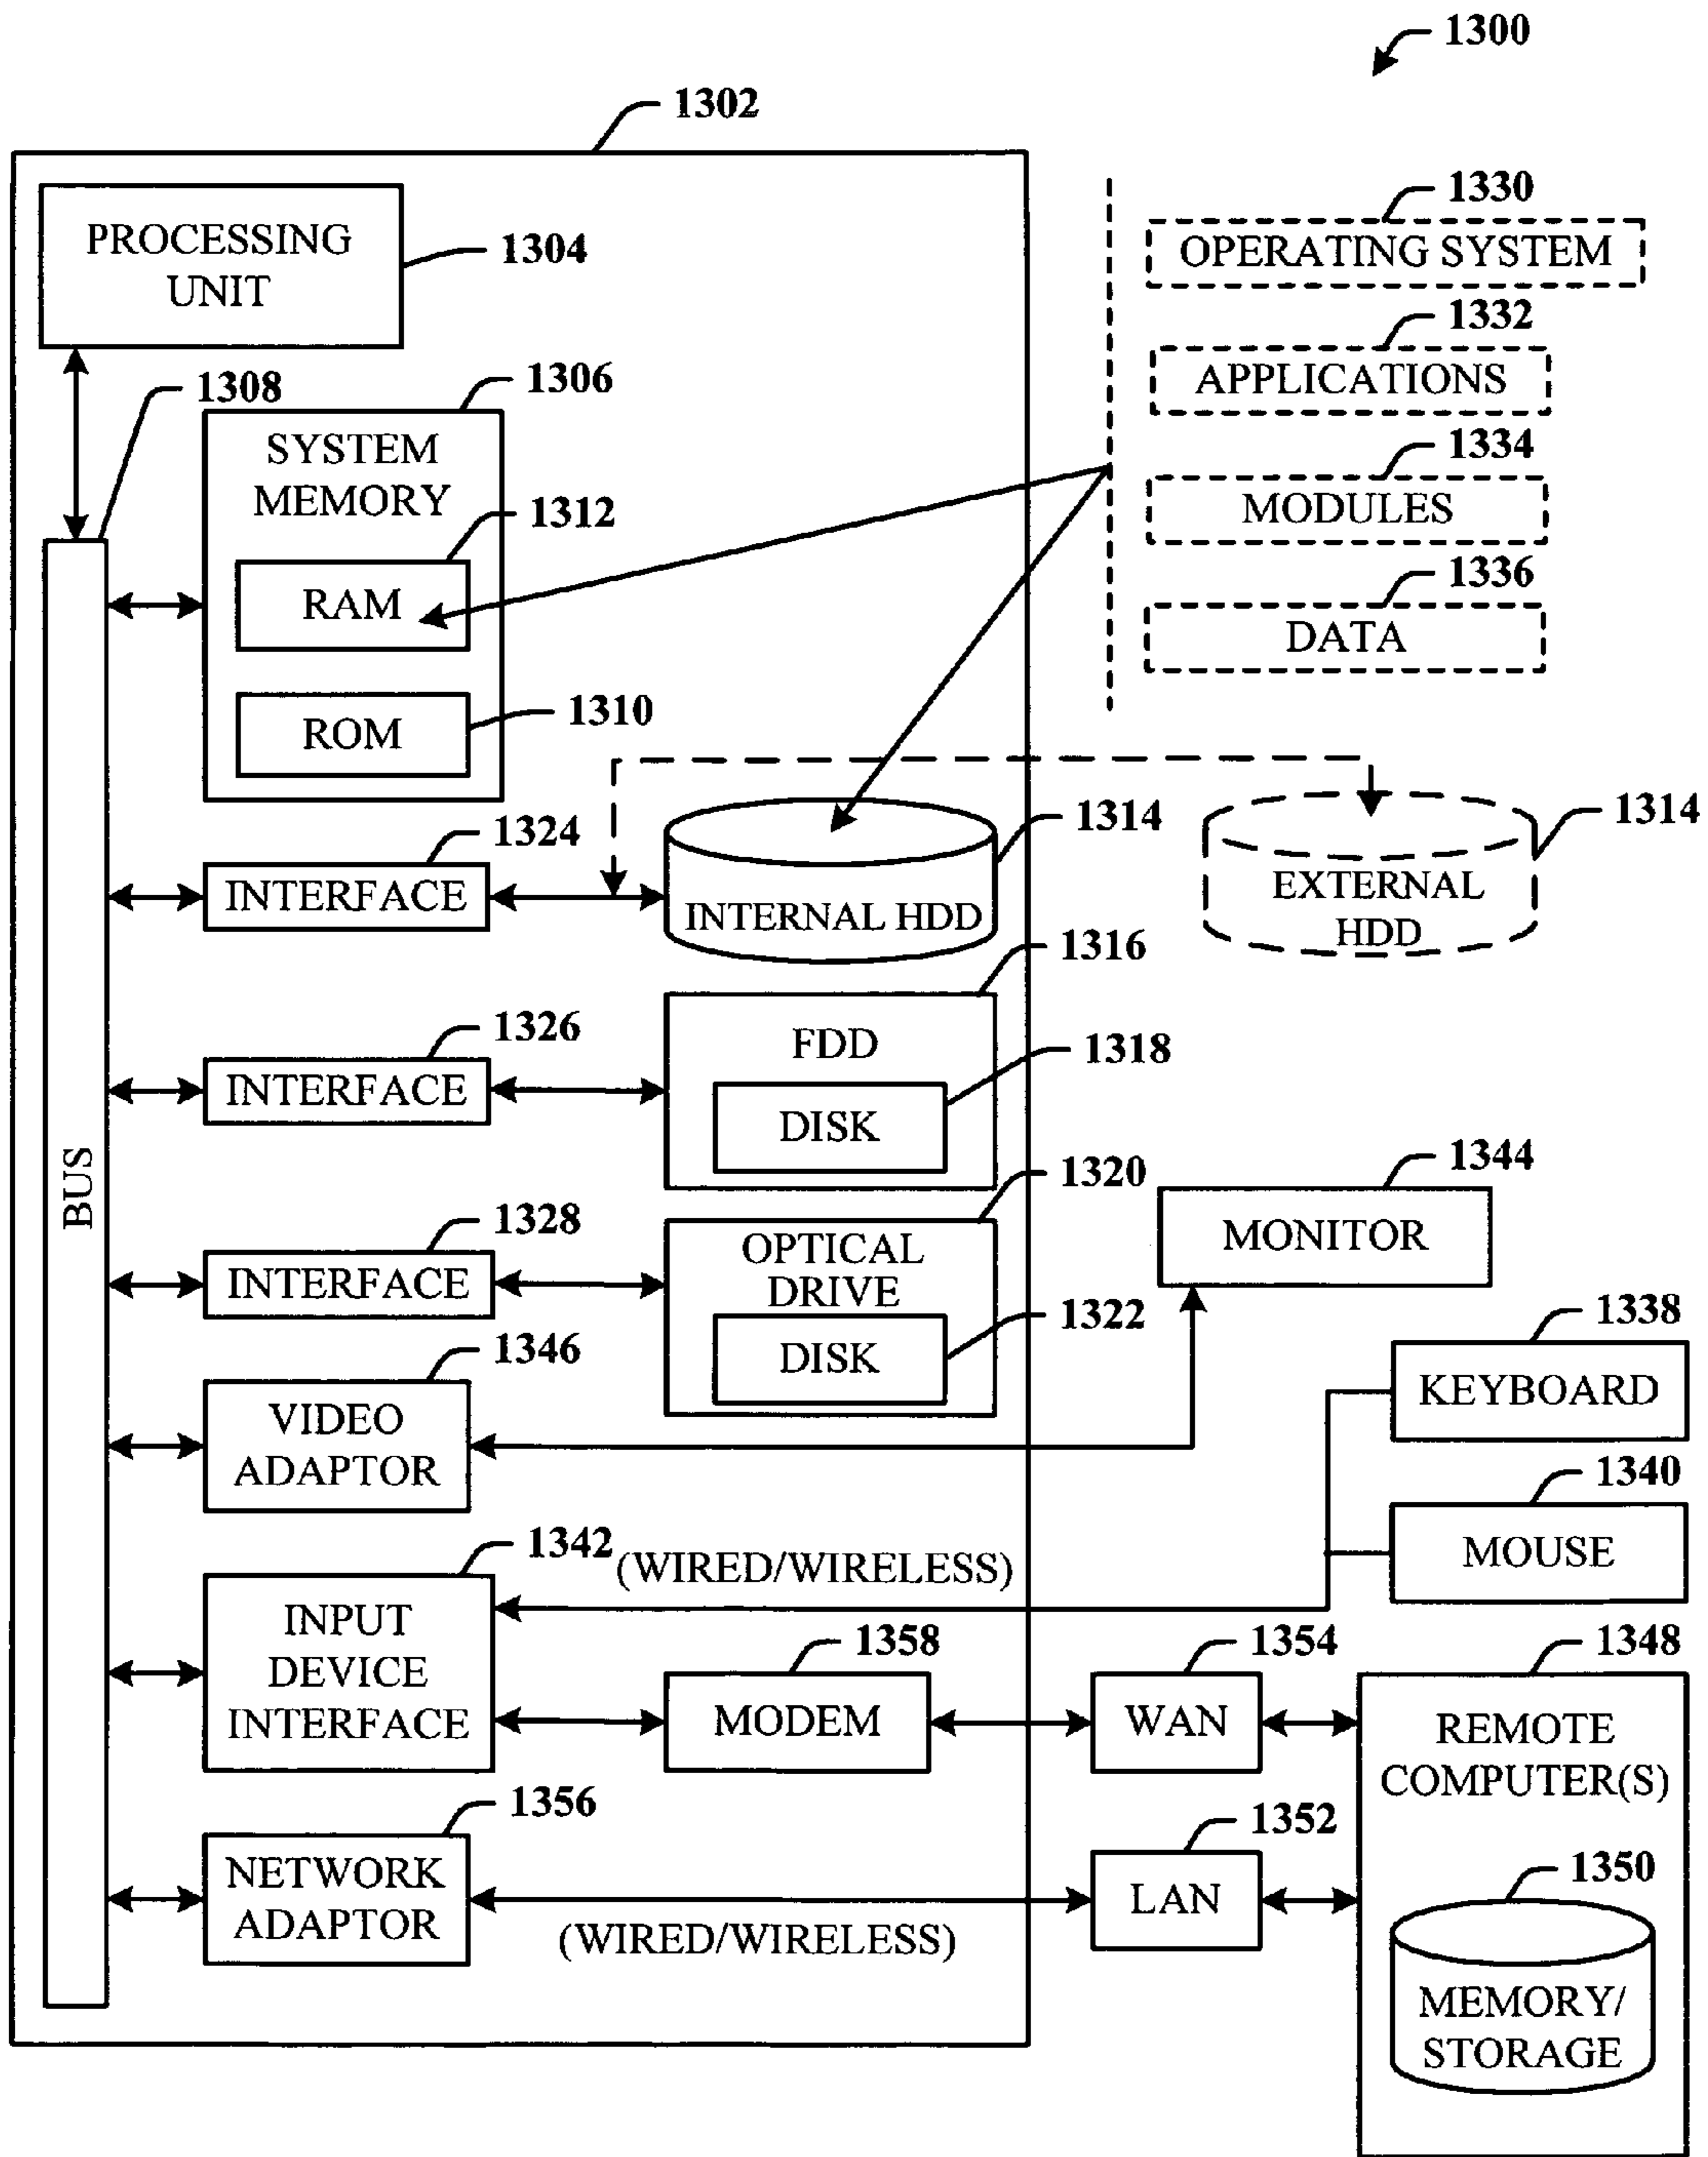 1300
1302
PROCESSING
UNIT
1304
1308
1306
SYSTEM
MEMORY
1312
RAM
1310
ROM
1330
OPERATING SYSTEM
1332
APPLICATIONS
1334
MODULES
1336
DATA
BUS
1324
INTERFACE
1314
INTERNAL HDD
1314
EXTERNAL
HDD
1326
INTERFACE
1316
FDD
1318
DISK
1328
INTERFACE
1320
OPTICAL
DRIVE
1322
DISK
1344
MONITOR
1346
VIDEO
ADAPTOR
1338
KEYBOARD
1340
MOUSE
1342
(WIRED/WIRELESS)
INPUT
DEVICE
INTERFACE
1358
MODEM
1354
WAN
1348
REMOTE
COMPUTER(S)
1356
NETWORK
ADAPTOR
(WIRED/WIRELESS)
1352
LAN
1350
MEMORY/
STORAGE